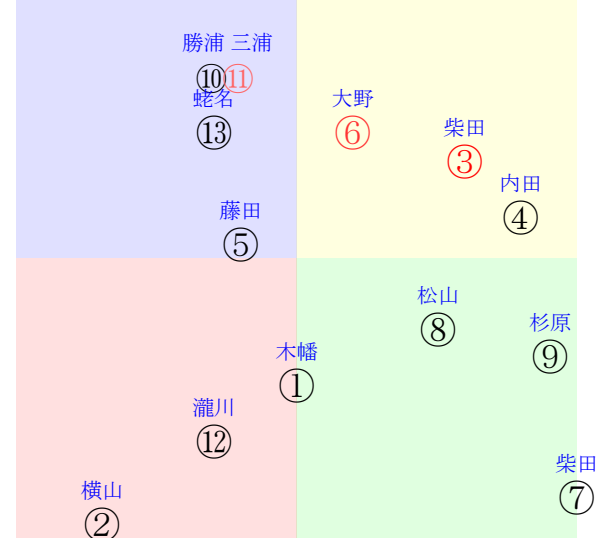 勝浦 三浦
⑩⑪
蛯名
⑬
大野
⑥
柴田
③
内田
④
藤田
⑤
松山
⑧
杉原
⑨
木幡
①
瀧川
⑫
柴田
⑦
横山
②